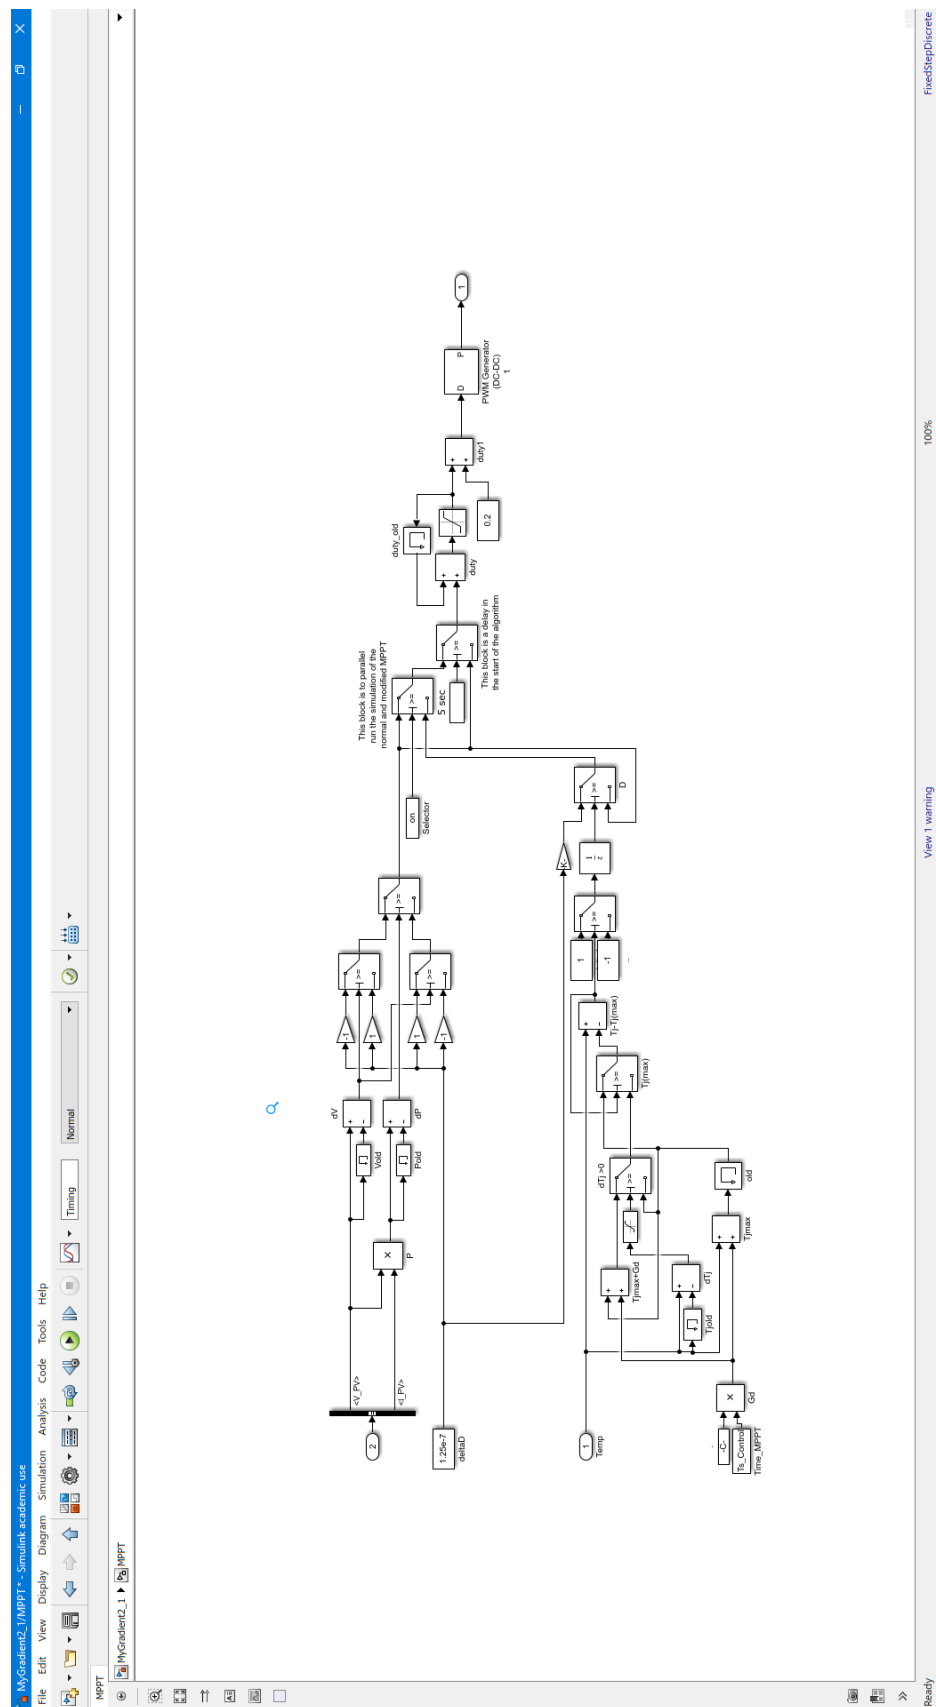 MyGradient2_1/MPPT * - Simulink academic use
File Edit View Display Diagram Simulation Analysis Code Tools Help
Timing
Normal
MPPT
MyGradient2_1
MPPT
2
<V_PV>
<I_PV>
1.25e-7
deltaD
P
Vold
Pold
dV
dP
-1
1
1
-1
>=
>=
>=
on
Selector
This block is to parallel
run the simulation of the
normal and modified MPPT
>=
5 sec
>=
This block is a delay in
the start of the algorithm
duty_old
duty
0.2
duty1
D
P
PWM Generator
(DC-DC)
1
1
1
Temp
-C-
Ts_Control
Time_MPPT
Gd
Tjold
dTj
Tjmax+Gd
dTj >0
>=
Tjmax
old
>=
Tj(max)
Tj-Tj(max)
1
-1
>=
1
z
-K-
>=
D
Ready
View 1 warning
100%
FixedStepDiscrete